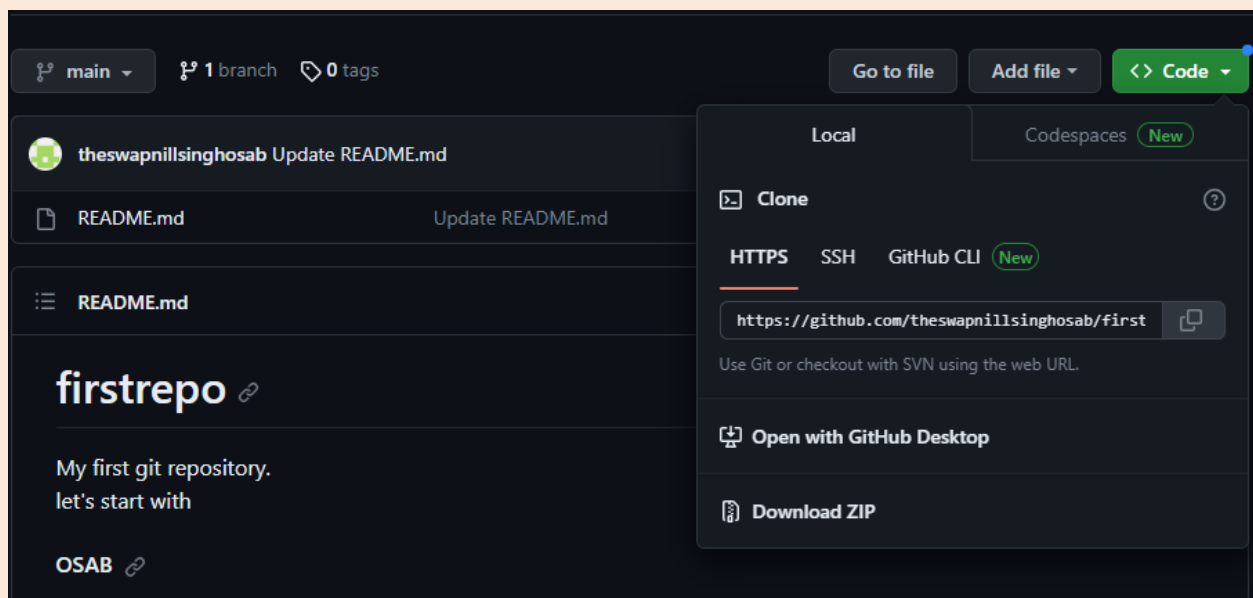 main
1 branch
0 tags
Go to file
Add file
Code
theswapnillsinghosab Update README.md
README.md
Update README.md
README.md
firstrepo
My first git repository.
let's start with
OSAB
Local
Codespaces New
Clone
HTTPS SSH GitHub CLI New
https://github.com/theswapnillsinghosab/first
Use Git or checkout with SVN using the web URL.
Open with GitHub Desktop
Download ZIP